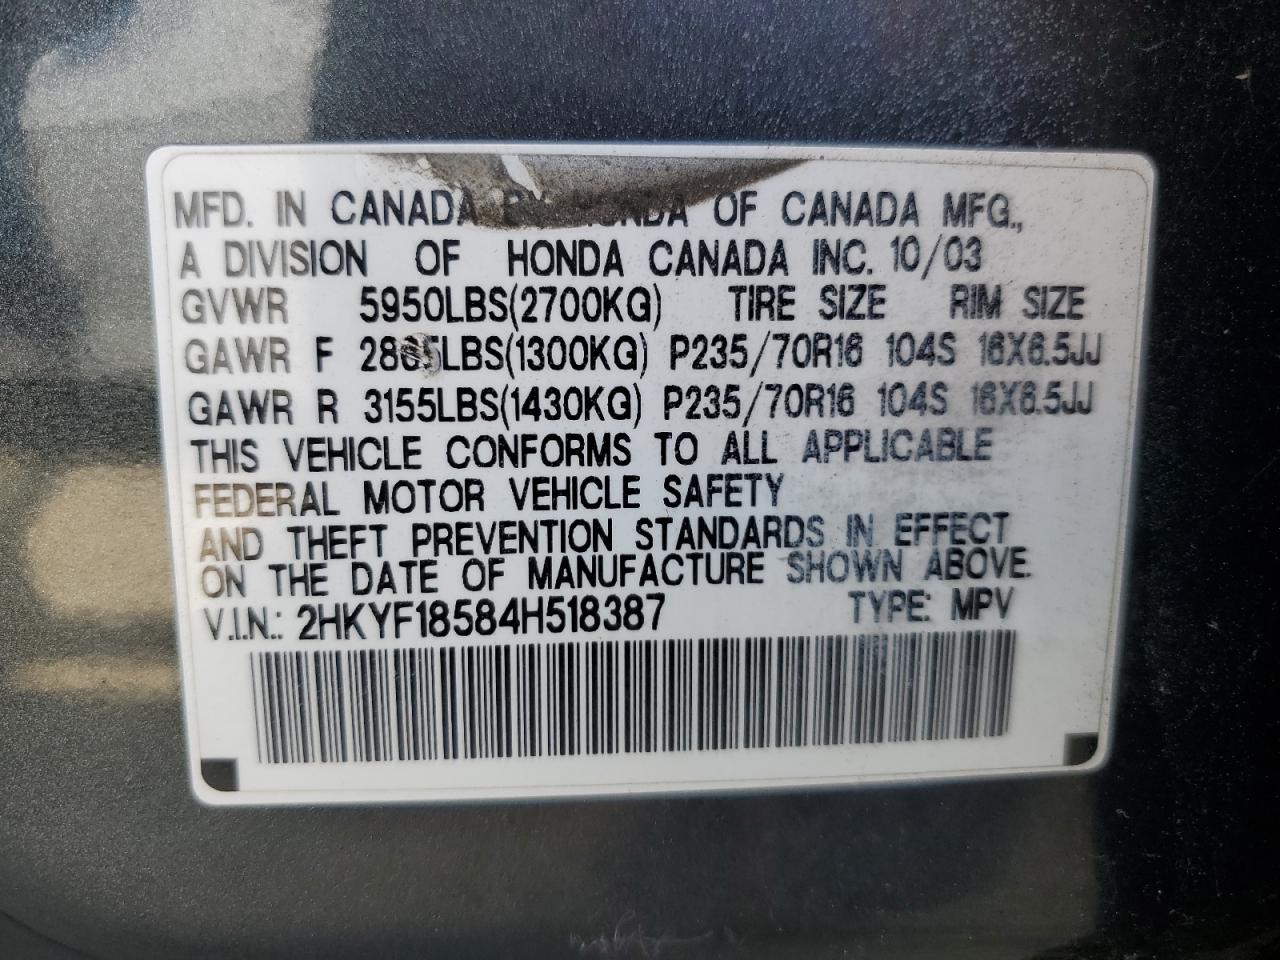 MFD. IN CANADA BY HONDA OF CANADA MFG.,
A DIVISION OF HONDA CANADA INC. 10/03
GVWR 5950LBS(2700KG) TIRE SIZE RIM SIZE
GAWR F 2865LBS(1300KG) P235/70R16 104S 16X6.5JJ
GAWR R 3155LBS(1430KG) P235/70R16 104S 16X6.5JJ
THIS VEHICLE CONFORMS TO ALL APPLICABLE
FEDERAL MOTOR VEHICLE SAFETY
AND THEFT PREVENTION STANDARDS IN EFFECT
ON THE DATE OF MANUFACTURE SHOWN ABOVE.
V.I.N.: 2HKYF18584H518387 TYPE: MPV